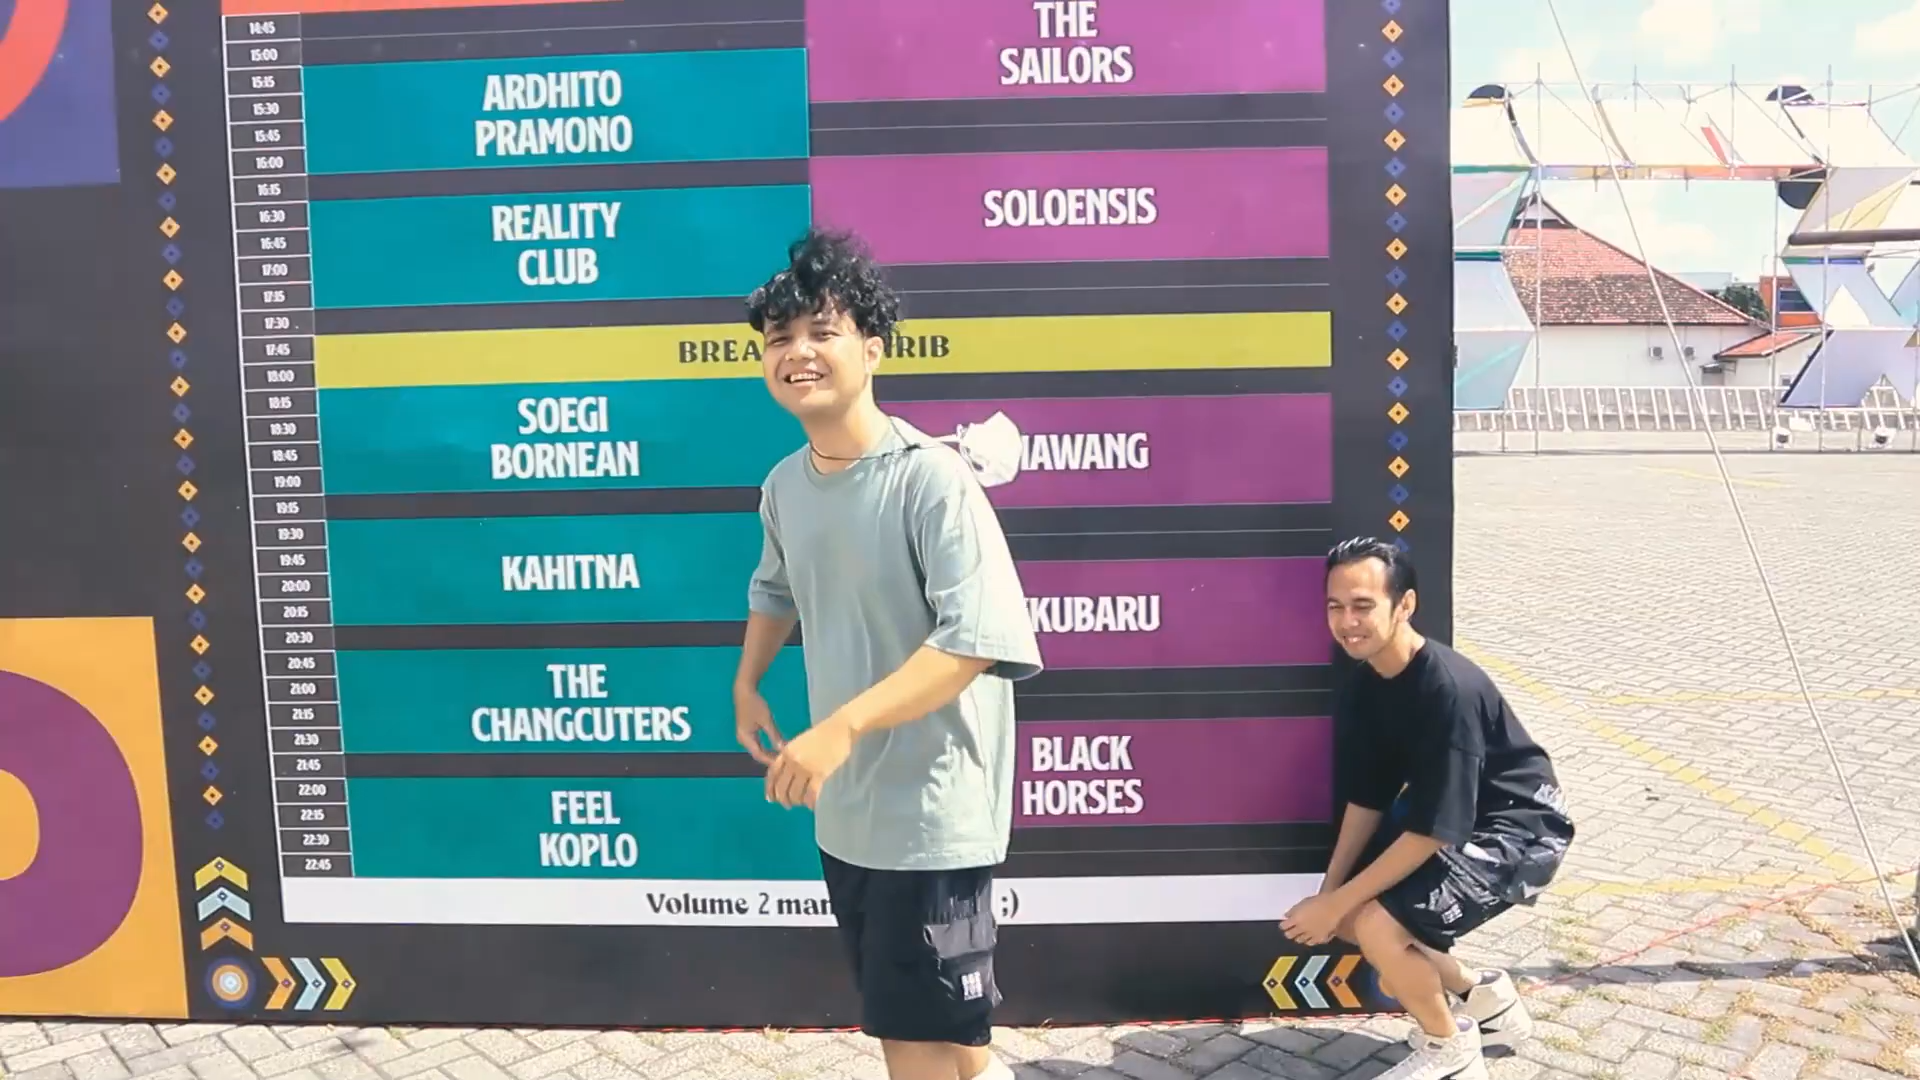 14:45
15:00
15:15
15:30
15:45
16:00
16:15
16:30
16:45
17:00
17:15
17:30
17:45
18:00
18:15
18:30
18:45
19:00
19:15
19:30
19:45
20:00
20:15
20:30
20:45
21:00
21:15
21:30
21:45
22:00
22:15
22:30
22:45
ARDHITO
PRAMONO
REALITY
CLUB
SOEGI
BORNEAN
KAHITNA
THE
CHANGCUTERS
FEEL
KOPLO
THE
SAILORS
SOLOENSIS
BLACK
HORSES
Volume 2 ;)